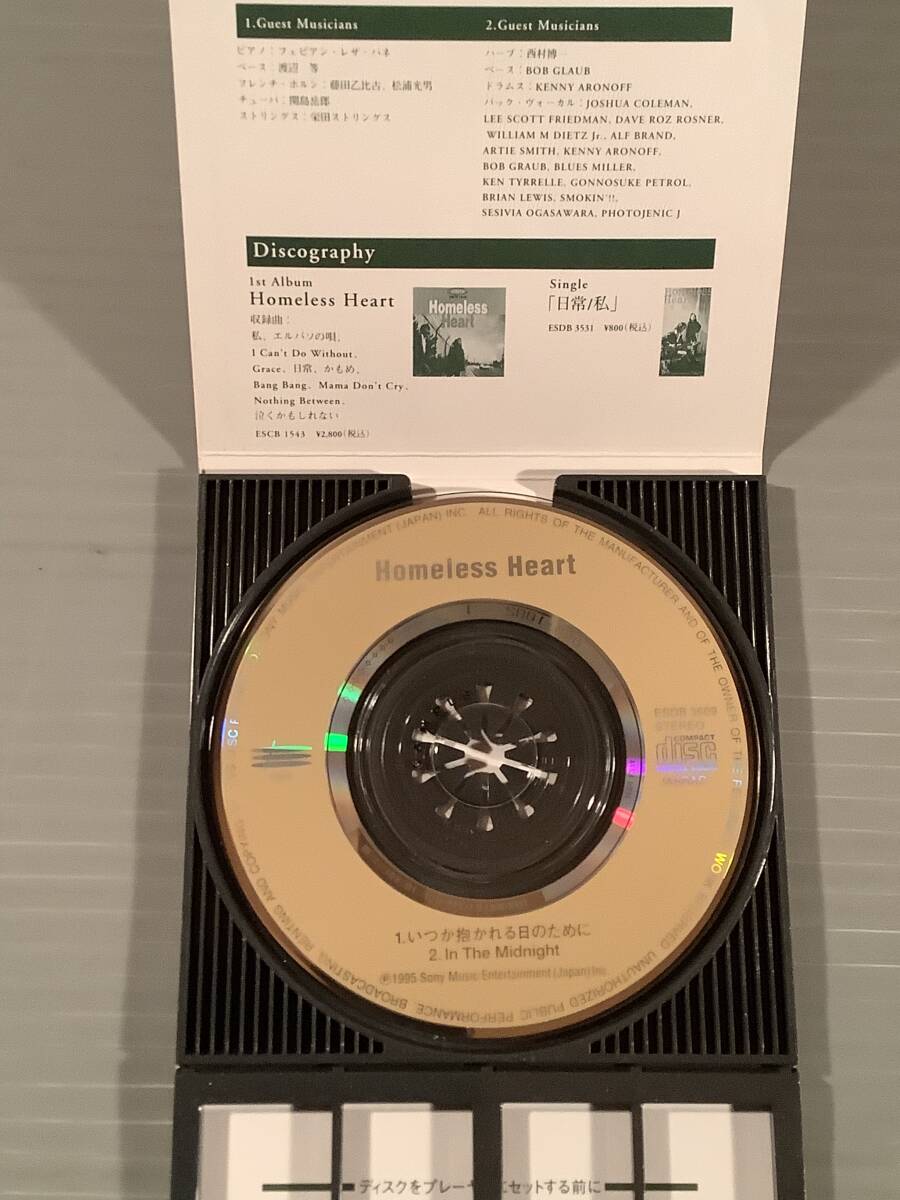 1.Guest Musicians
ピアノ：フェビアン・レザ・パネ
ベース：渡辺 等
フレンチ・ホルン：藤田乙比古、松浦光男
チューバ：関島岳郎
ストリングス：栄田ストリングス
2.Guest Musicians
ハープ：西村博一
ベース：BOB GLAUB
ドラムス：KENNY ARONOFF
バック・ヴォーカル：JOSHUA COLEMAN,
LEE SCOTT FRIEDMAN, DAVE ROZ ROSNER,
WILLIAM M DIETZ Jr., ALF BRAND,
ARTIE SMITH, KENNY ARONOFF,
BOB GRAUB, BLUES MILLER,
KEN TYRRELLE, GONNOSUKE PETROL,
BRIAN LEWIS, SMOKIN'!!,
SESIVIA OGASAWARA, PHOTOJENIC J
Discography
1st Album
Homeless Heart
収録曲：
私、エルパソの唄、
I Can't Do Without、
Grace、日常、かもめ、
Bang Bang、Mama Don't Cry、
Nothing Between、
泣くかもしれない
ESCB 1543 ¥2,800(税込)
Homeless
Heart
Single
「日常/私」
ESDB 3531 ¥800(税込)
Homeless
Heart
Homeless Heart
STEREO
COMPACT
disc
1.いつか抱かれる日のために
2.In The Midnight
Ⓟ1995 Sony Music Entertainment (Japan) Inc.
ENTERTAINMENT (JAPAN) INC. ALL RIGHTS OF THE MANUFACTURER AND OF THE OWNER OF THE
UNAUTHORIZED PUBLIC PERFORMANCE, BROADCASTING, RENTING AND COPYING
ディスクをプレーヤ にセットする前に